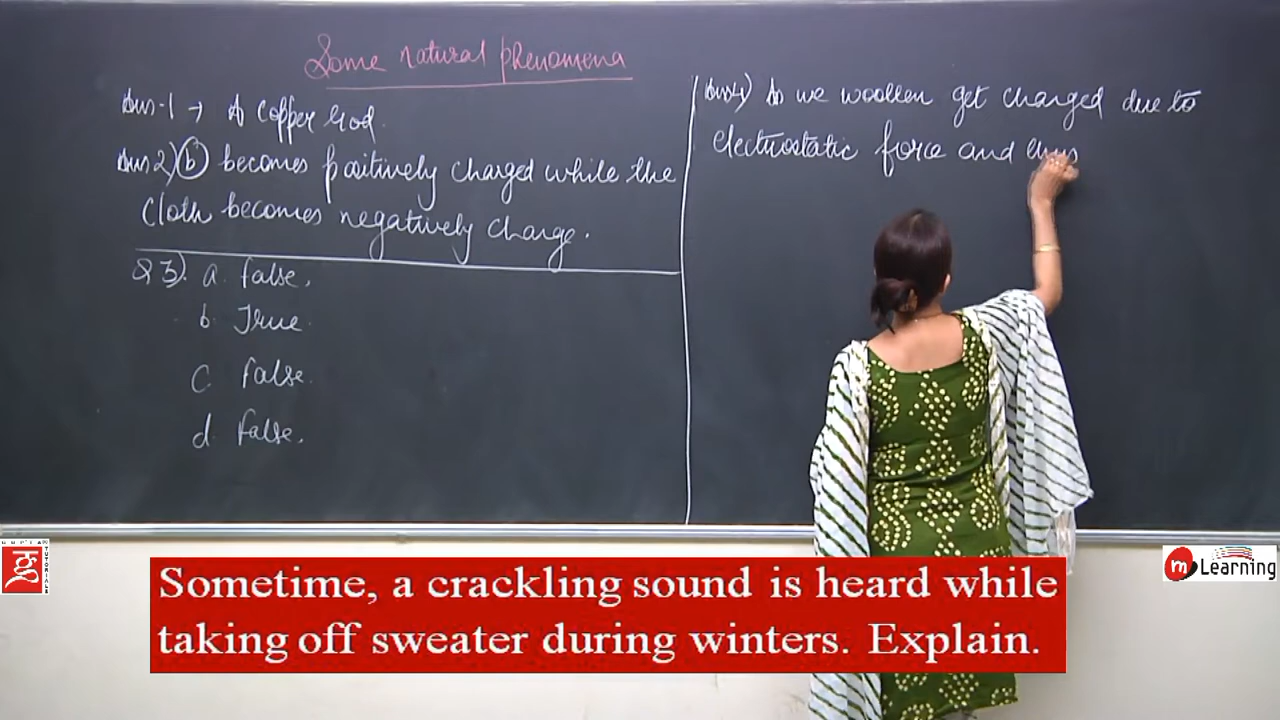 Some natural phenomena
Ans-1 → A Copper rod.
Ans 2) (b) becomes positively charged while the
Cloth becomes negatively charge.
Q 3). a. false.
b. True.
C. false.
d. false.
Ans 4) As we woollen get charged due to
electrostatic force and thus
Sometime, a crackling sound is heard while
taking off sweater during winters. Explain.
m Learning